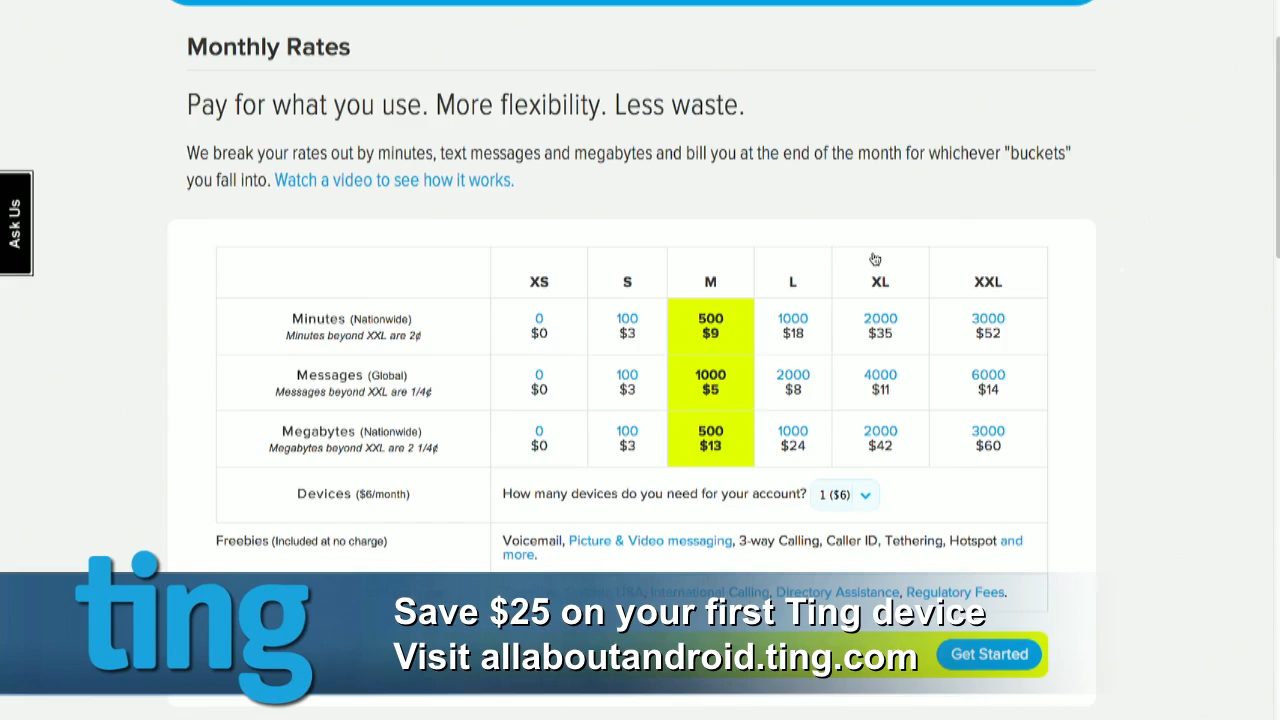 Monthly Rates
Pay for what you use. More flexibility. Less waste.
We break your rates out by minutes, text messages and megabytes and bill you at the end of the month for whichever "buckets"
you fall into. Watch a video to see how it works.
Ask Us
XS S M L XL XXL
Minutes (Nationwide) 0 100 500 1000 2000 3000
Minutes beyond XXL are 2¢ $0 $3 $9 $18 $35 $52
Messages (Global) 0 100 1000 2000 4000 6000
Messages beyond XXL are 1/4¢ $0 $3 $5 $8 $11 $14
Megabytes (Nationwide) 0 100 500 1000 2000 3000
Megabytes beyond XXL are 2 1/4¢ $0 $3 $13 $24 $42 $60
Devices ($6/month) How many devices do you need for your account? 1 ($6)
Freebies (Included at no charge) Voicemail, Picture & Video messaging, 3-way Calling, Caller ID, Tethering, Hotspot and
more.
International Calling, Directory Assistance, Regulatory Fees.
ting
Save $25 on your first Ting device
Visit allaboutandroid.ting.com
Get Started